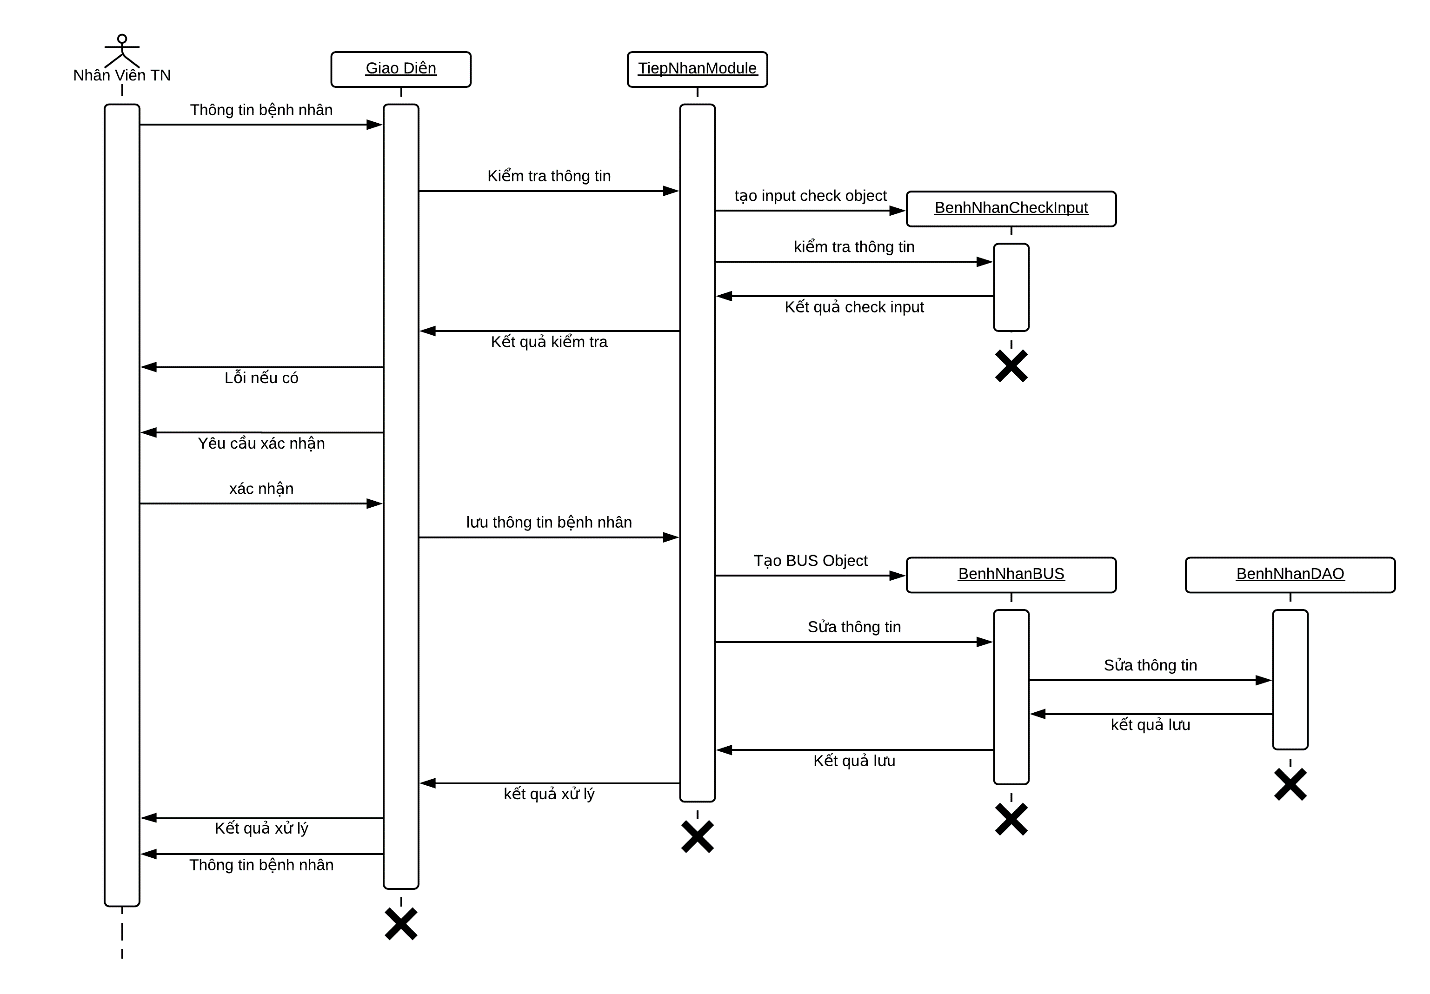 Nhân Viên TN
Giao Diện
TiepNhanModule
Thông tin bệnh nhân
Kiểm tra thông tin
tạo input check object
BenhNhanCheckInput
kiểm tra thông tin
Kết quả check input
Kết quả kiểm tra
Lỗi nếu có
Yêu cầu xác nhận
xác nhận
lưu thông tin bệnh nhân
Tạo BUS Object
BenhNhanBUS
BenhNhanDAO
Sửa thông tin
Sửa thông tin
kết quả lưu
Kết quả lưu
kết quả xử lý
Kết quả xử lý
Thông tin bệnh nhân